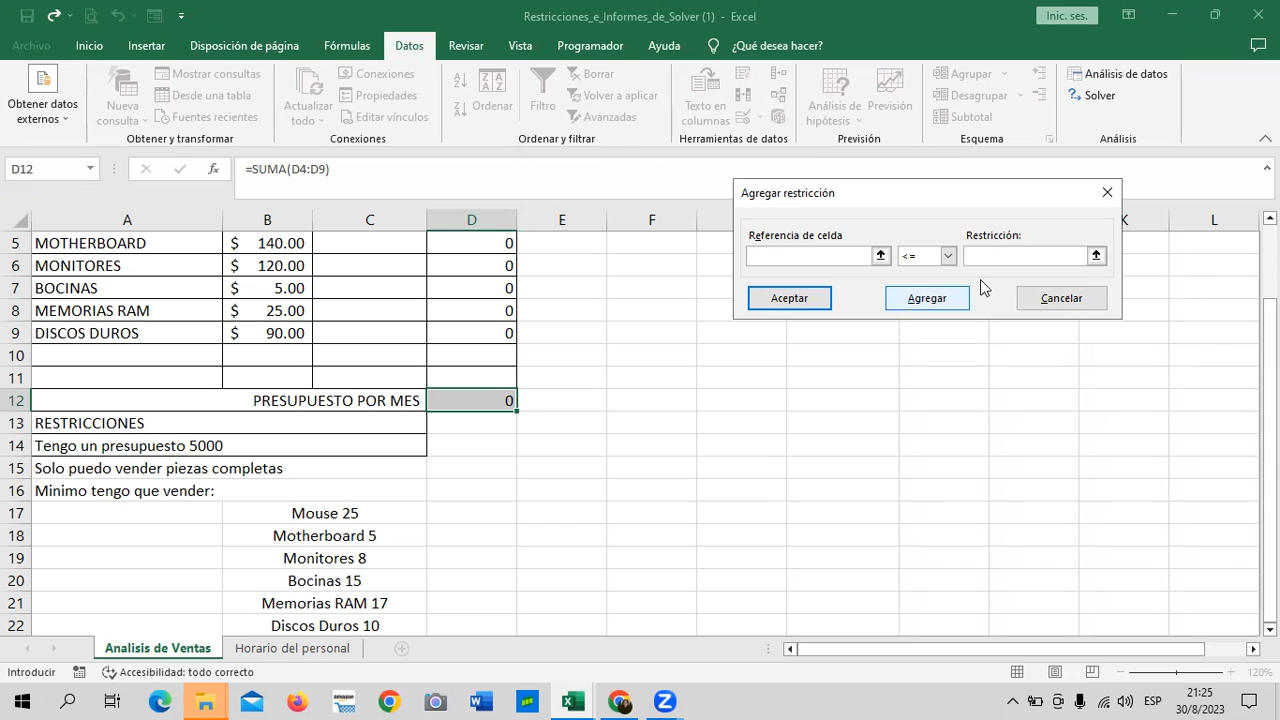 Restricciones_e_Informes_de_Solver (1) - Excel
Inic. ses.
Archivo Inicio Insertar Disposición de página Fórmulas Datos Revisar Vista Programador Ayuda ¿Qué desea hacer?
Obtener datos externos
Nueva consulta
Mostrar consultas
Desde una tabla
Fuentes recientes
Obtener y transformar
Actualizar todo
Conexiones
Propiedades
Editar vínculos
Conexiones
Ordenar
Filtro
Borrar
Volver a aplicar
Avanzadas
Ordenar y filtrar
Texto en columnas
Herramientas de datos
Análisis de hipótesis
Previsión
Previsión
Agrupar
Desagrupar
Subtotal
Esquema
Análisis de datos
Solver
Análisis
D12 fx =SUMA(D4:D9)
A B C D E F K L
5 MOTHERBOARD $ 140.00 0
6 MONITORES $ 120.00 0
7 BOCINAS $ 5.00 0
8 MEMORIAS RAM $ 25.00 0
9 DISCOS DUROS $ 90.00 0
10
11
12 PRESUPUESTO POR MES 0
13 RESTRICCIONES
14 Tengo un presupuesto 5000
15 Solo puedo vender piezas completas
16 Minimo tengo que vender:
17 Mouse 25
18 Motherboard 5
19 Monitores 8
20 Bocinas 15
21 Memorias RAM 17
22 Discos Duros 10
Agregar restricción
Referencia de celda Restricción:
<=
Aceptar Agregar Cancelar
Analisis de Ventas Horario del personal
Introducir Accesibilidad: todo correcto 120%
ESP
21:25
30/8/2023